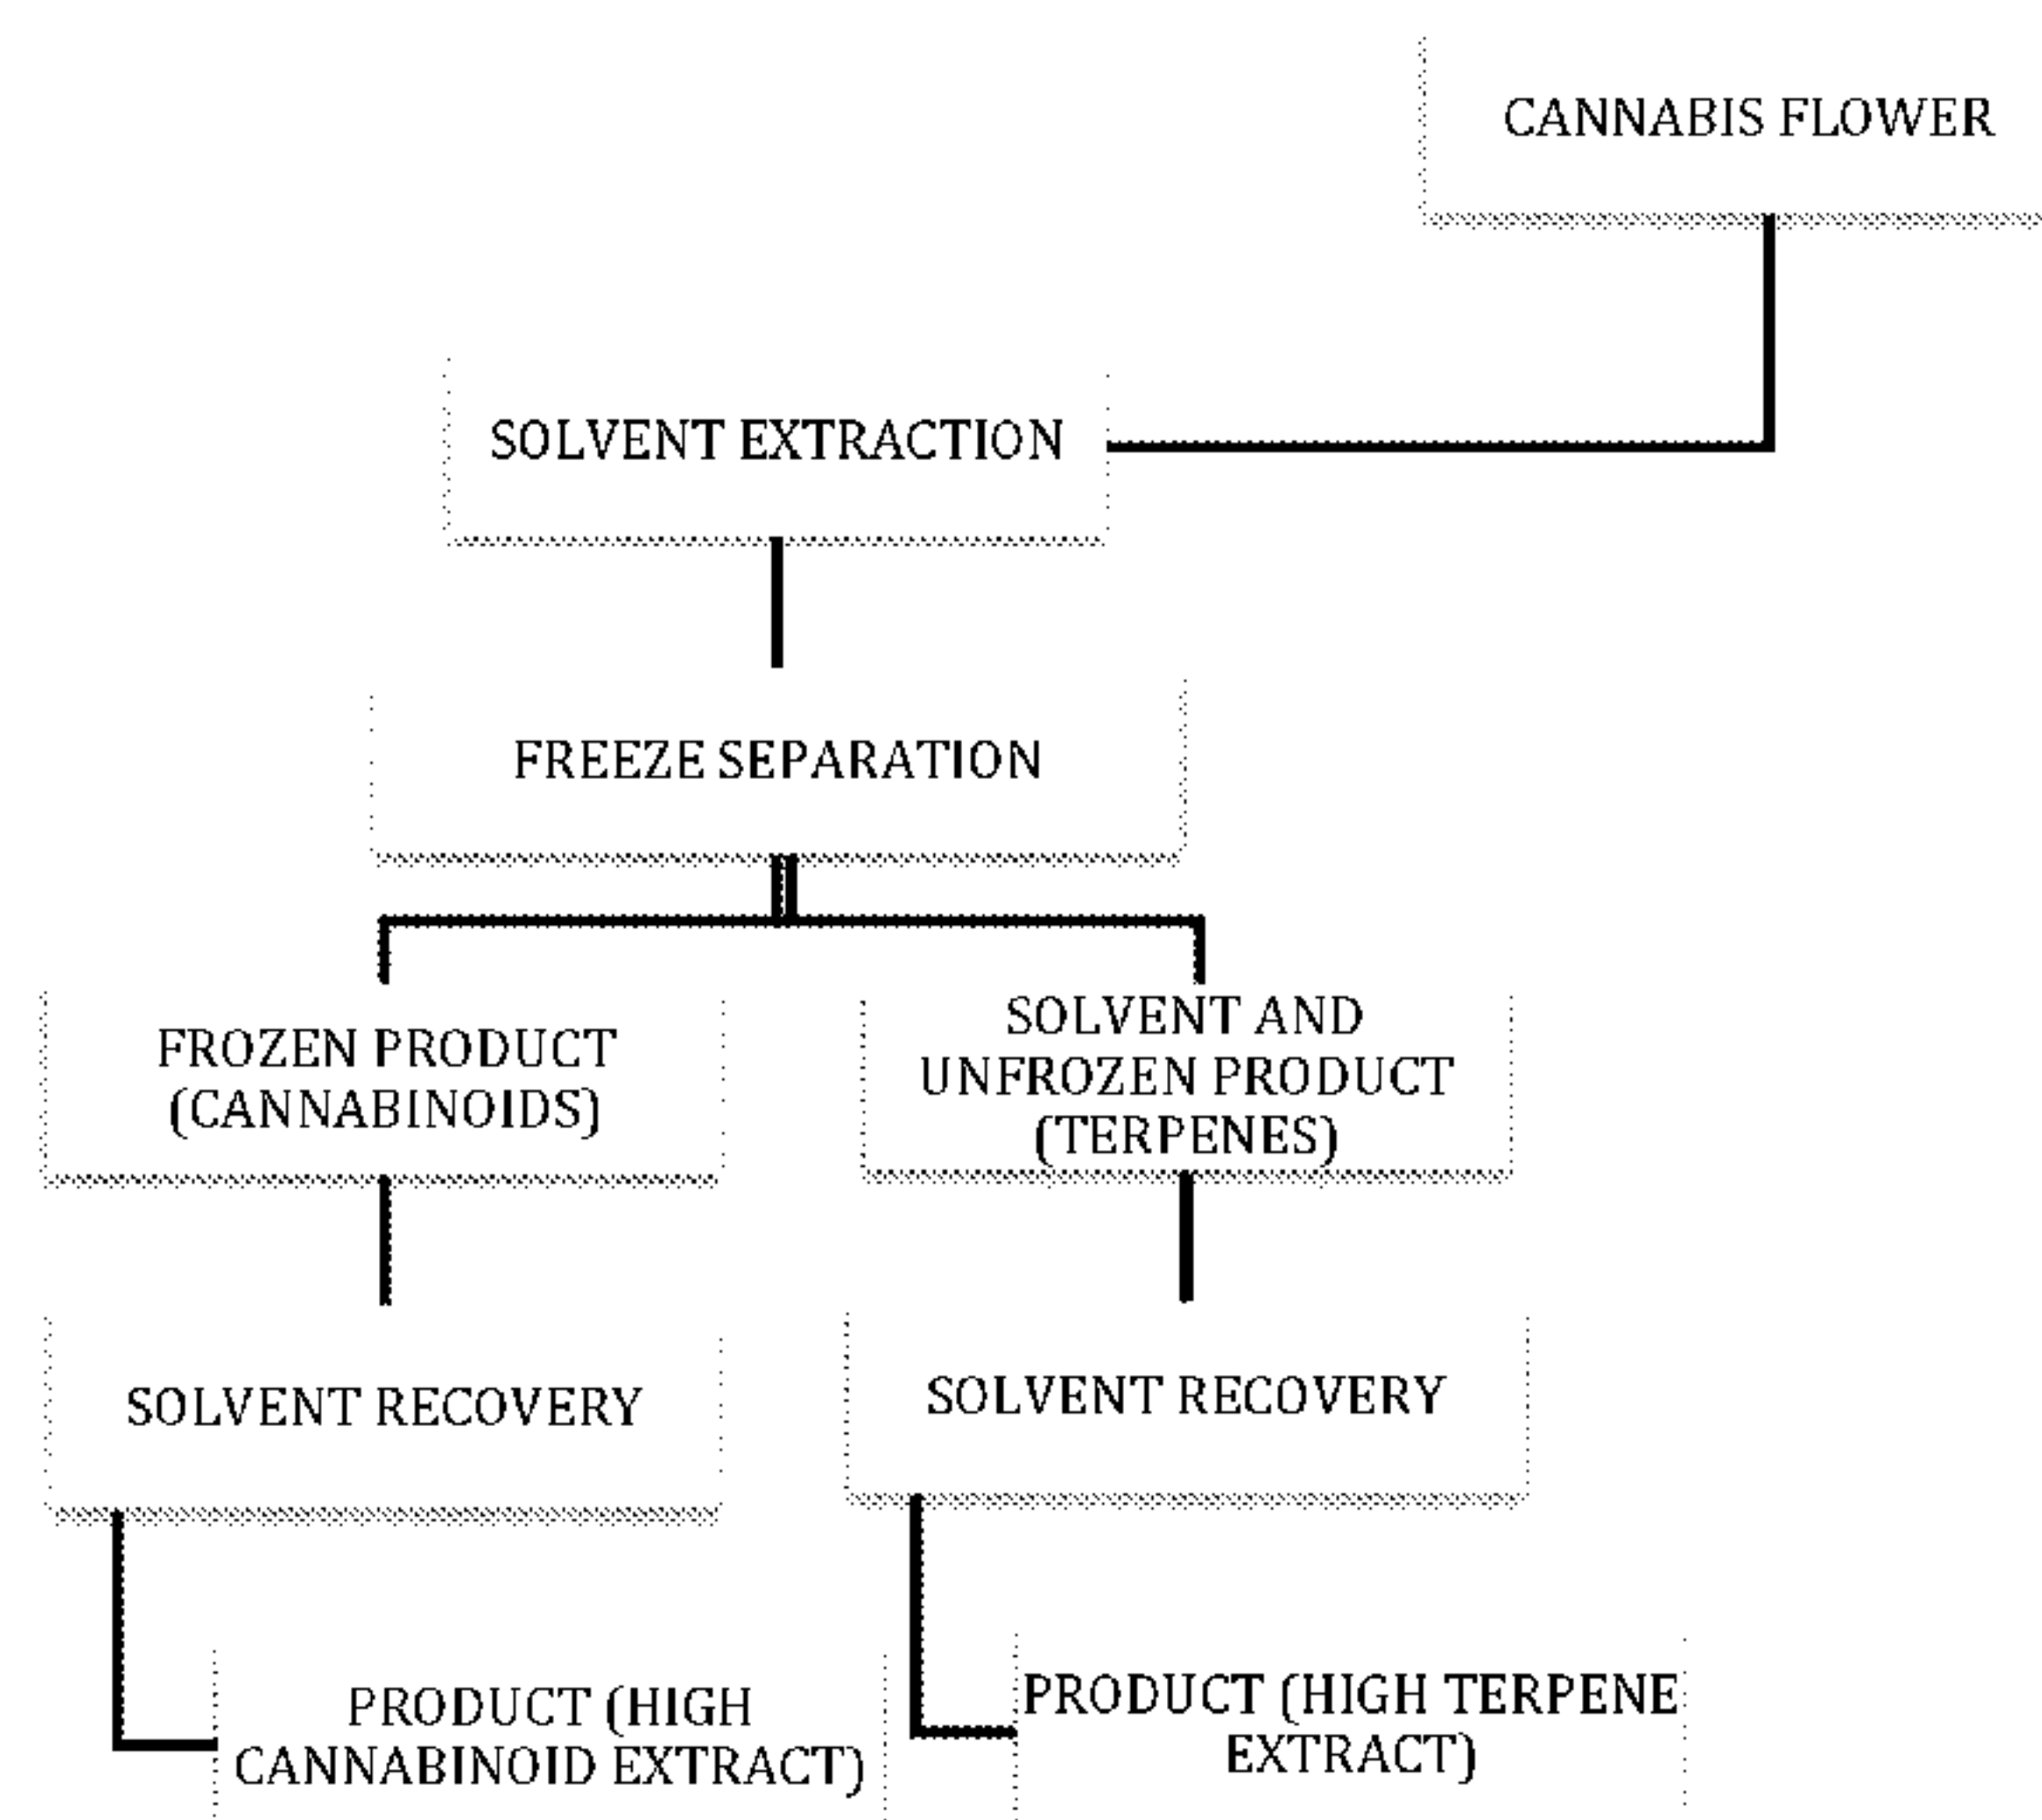 CANNABIS FLOWER
SOLVENT EXTRACTION
FREEZE SEPARATION
FROZEN PRODUCT
(CANNABINOIDS)
SOLVENT AND
UNFROZEN PRODUCT
(TERPENES)
SOLVENT RECOVERY
SOLVENT RECOVERY
PRODUCT (HIGH
CANNABINOID EXTRACT)
PRODUCT (HIGH TERPENE
EXTRACT)